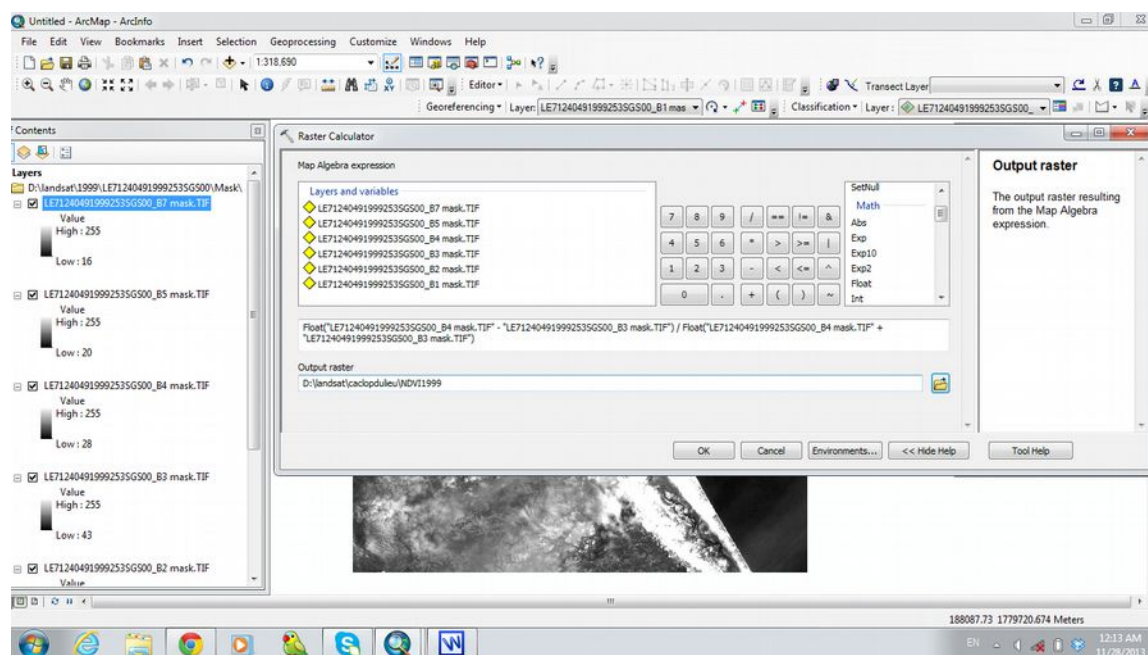 Untitled - ArcMap - ArcInfo
File Edit View Bookmarks Insert Selection Geoprocessing Customize Windows Help
1:318,690
Editor
Transect Layer
Georeferencing Layer: LE71240491999253SGS00_B1 mas
Classification Layer: LE71240491999253SGS00_
Contents
Layers
D:\landsat\1999\LE71240491999253SGS00\Mask\
LE71240491999253SGS00_B7 mask.TIF
Value
High : 255
Low : 16
LE71240491999253SGS00_B5 mask.TIF
Value
High : 255
Low : 20
LE71240491999253SGS00_B4 mask.TIF
Value
High : 255
Low : 28
LE71240491999253SGS00_B3 mask.TIF
Value
High : 255
Low : 43
LE71240491999253SGS00_B2 mask.TIF
Value
Raster Calculator
Map Algebra expression
Layers and variables
LE71240491999253SGS00_B7 mask.TIF
LE71240491999253SGS00_B5 mask.TIF
LE71240491999253SGS00_B4 mask.TIF
LE71240491999253SGS00_B3 mask.TIF
LE71240491999253SGS00_B2 mask.TIF
LE71240491999253SGS00_B1 mask.TIF
7 8 9 / == != &
4 5 6 * > >= |
1 2 3 - < <= ^
0 . + ( ) ~
SetNull
Math
Abs
Exp
Exp10
Exp2
Float
Int
Float("LE71240491999253SGS00_B4 mask.TIF" - "LE71240491999253SGS00_B3 mask.TIF") / Float("LE71240491999253SGS00_B4 mask.TIF" +
"LE71240491999253SGS00_B3 mask.TIF")
Output raster
D:\landsat\caclopdulieu\NDVI1999
OK Cancel Environments... << Hide Help Tool Help
Output raster
The output raster resulting
from the Map Algebra
expression.
188087.73 1779720.674 Meters
EN
12:13 AM
11/28/2013